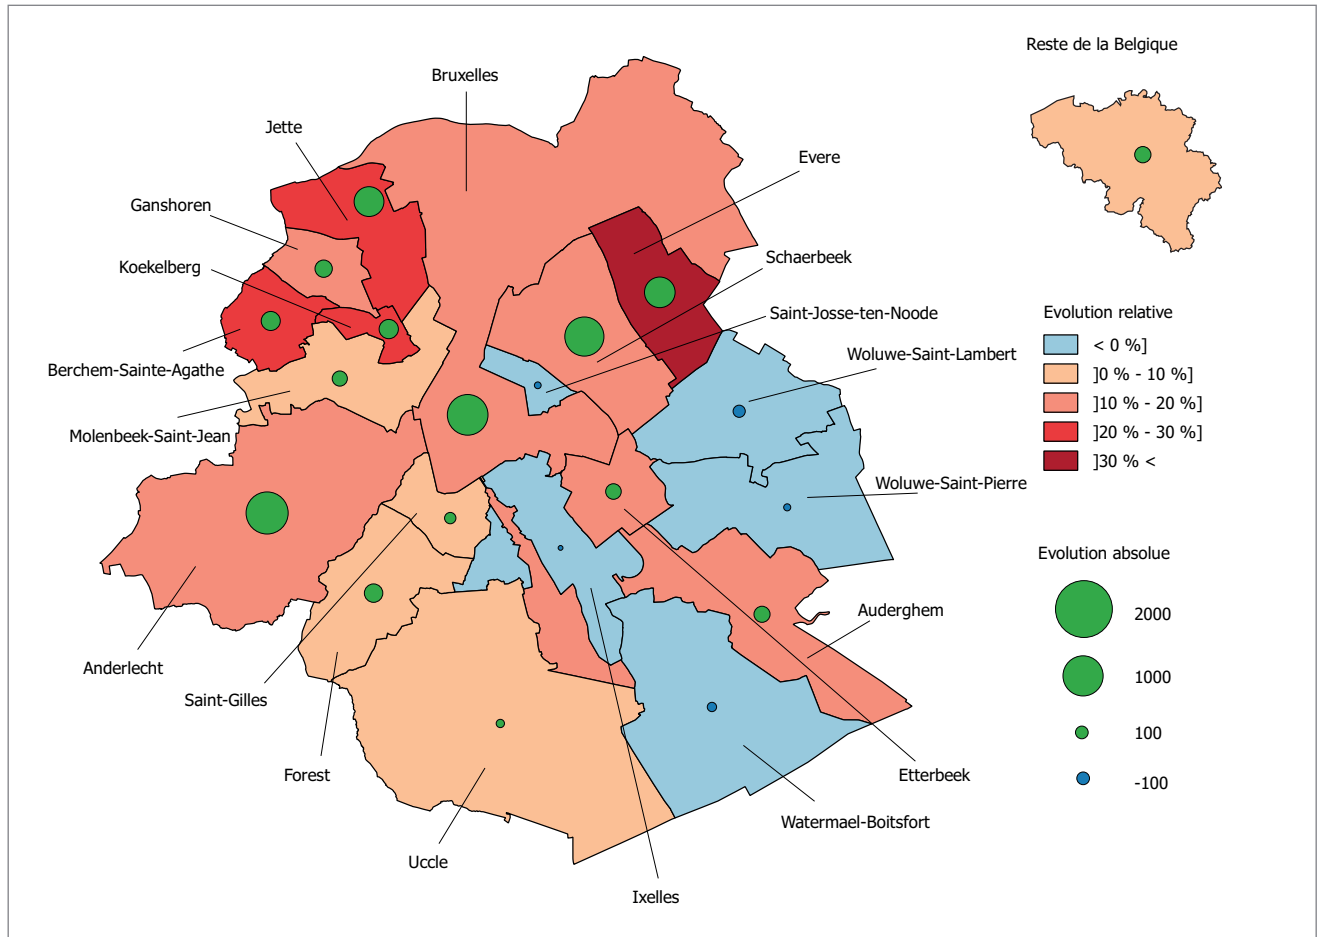 Reste de la Belgique
Bruxelles
Jette
Evere
Ganshoren
Schaerbeek
Koekelberg
Saint-Josse-ten-Noode
Woluwe-Saint-Lambert
Berchem-Sainte-Agathe
Molenbeek-Saint-Jean
Woluwe-Saint-Pierre
Auderghem
Anderlecht
Saint-Gilles
Forest
Etterbeek
Watermael-Boitsfort
Uccle
Ixelles
Evolution relative
< 0 %]
]0 % - 10 %]
]10 % - 20 %]
]20 % - 30 %]
]30 % <
Evolution absolue
2000
1000
100
-100